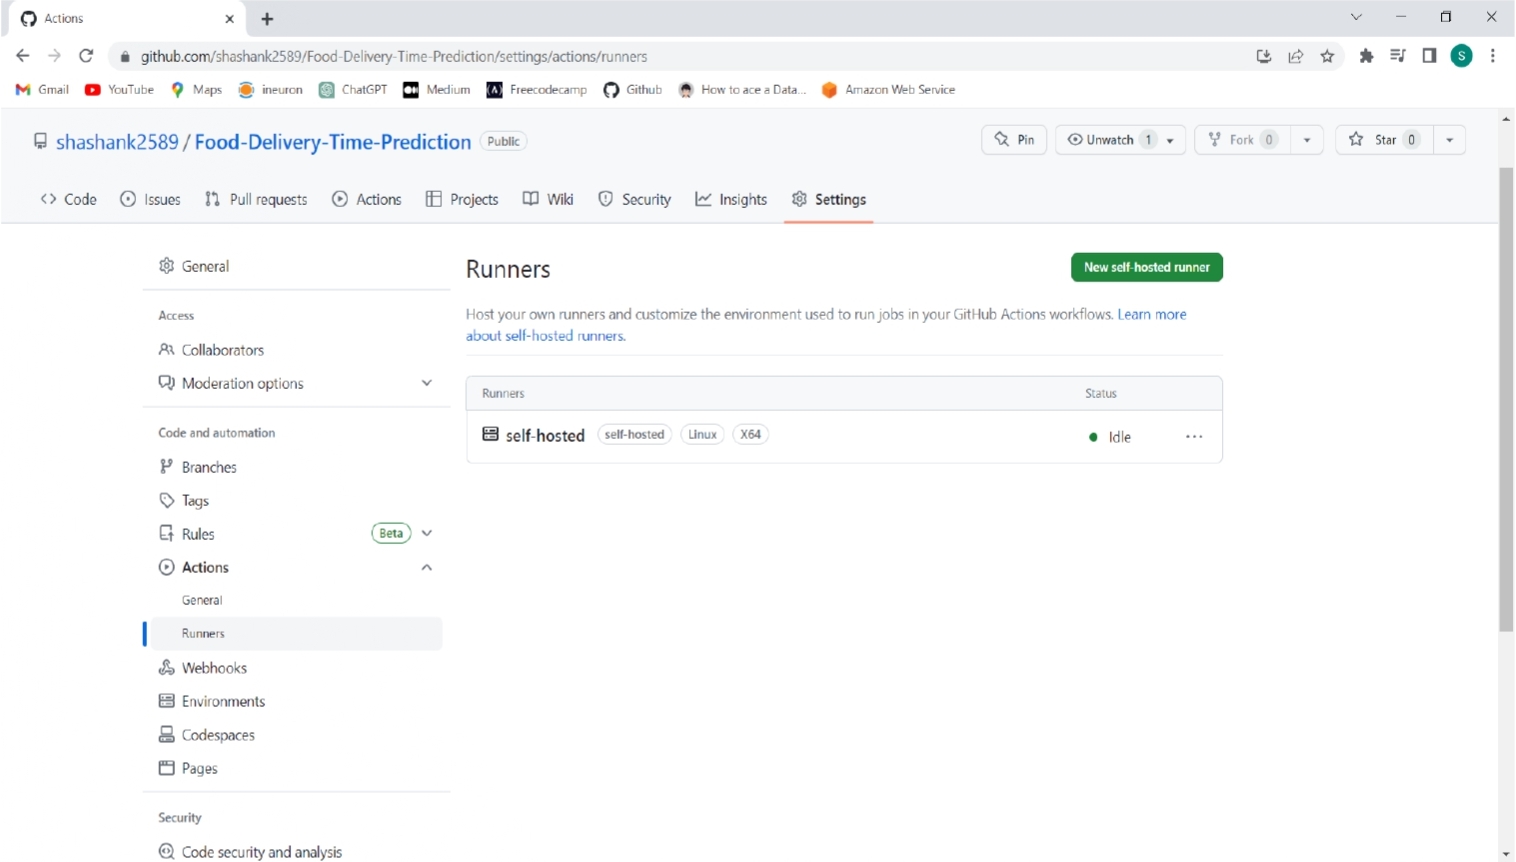 Actions
github.com/shashank2589/Food-Delivery-Time-Prediction/settings/actions/runners
S
Gmail YouTube Maps ineuron ChatGPT Medium Freecodecamp Github How to ace a Data... Amazon Web Service
shashank2589 / Food-Delivery-Time-Prediction Public
Pin Unwatch 1 Fork 0 Star 0
Code Issues Pull requests Actions Projects Wiki Security Insights Settings
General
Access
Collaborators
Moderation options
Code and automation
Branches
Tags
Rules Beta
Actions
General
Runners
Webhooks
Environments
Codespaces
Pages
Security
Code security and analysis
Runners
New self-hosted runner
Host your own runners and customize the environment used to run jobs in your GitHub Actions workflows. Learn more
about self-hosted runners.
Runners Status
self-hosted self-hosted Linux X64 Idle